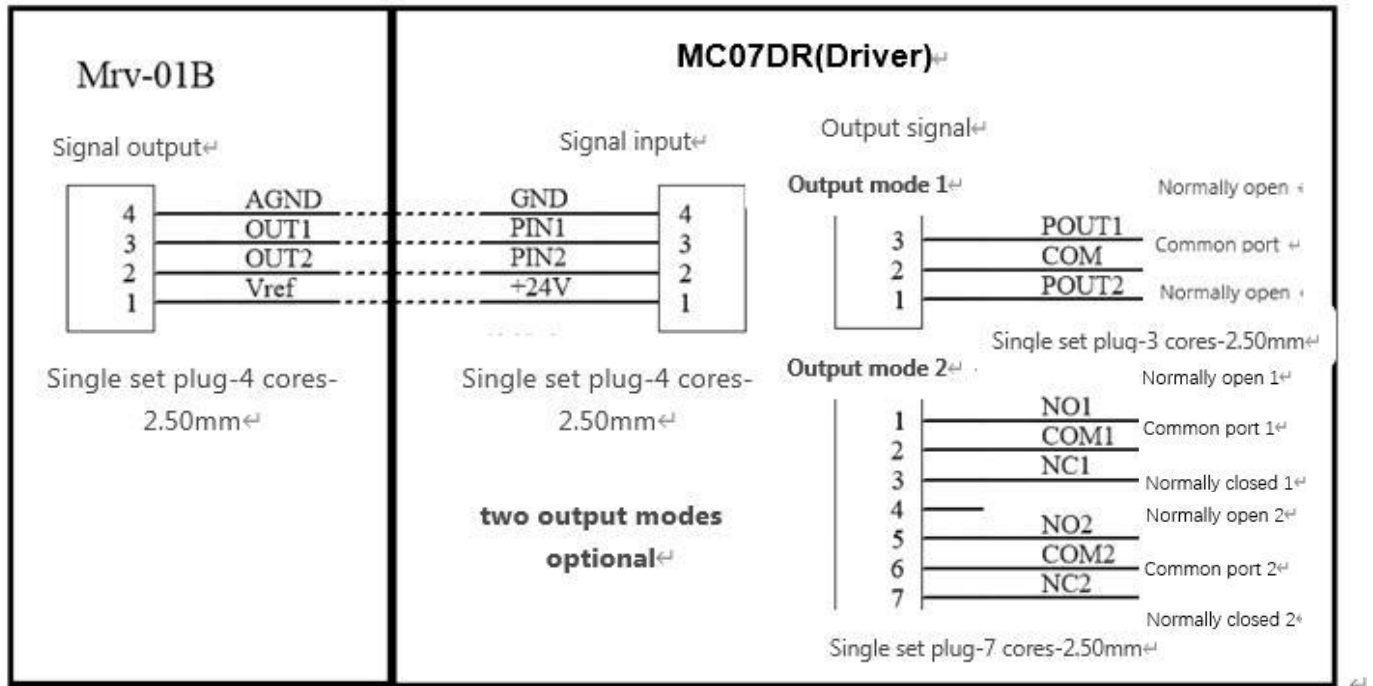 Mrv-01B
Signal output↵
4
3
2
1
AGND
OUT1
OUT2
Vref
Single set plug-4 cores-
2.50mm↵
MC07DR(Driver)↵
Signal input↵
GND
PIN1
PIN2
+24V
4
3
2
1
Single set plug-4 cores-
2.50mm↵
two output modes
optional↵
Output signal↵
Output mode 1↵
3
2
1
POUT1
COM
POUT2
Normally open
Common port ↵
Normally open
Single set plug-3 cores-2.50mm↵
Output mode 2↵
1
2
3
4
5
6
7
NO1
COM1
NC1
NO2
COM2
NC2
Normally open 1↵
Common port 1↵
Normally closed 1↵
Normally open 2↵
Common port 2↵
Normally closed 2
Single set plug-7 cores-2.50mm↵
↵